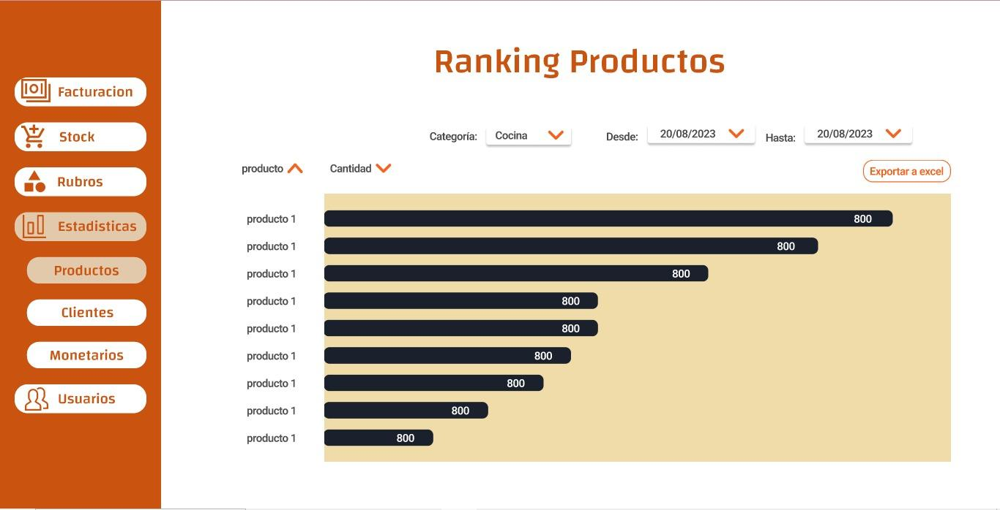 Facturacion
Stock
Rubros
Estadisticas
Productos
Clientes
Monetarios
Usuarios
Ranking Productos
Categoría: Cocina Desde: 20/08/2023 Hasta: 20/08/2023
producto Cantidad Exportar a excel
producto 1 800
producto 1 800
producto 1 800
producto 1 800
producto 1 800
producto 1 800
producto 1 800
producto 1 800
producto 1 800